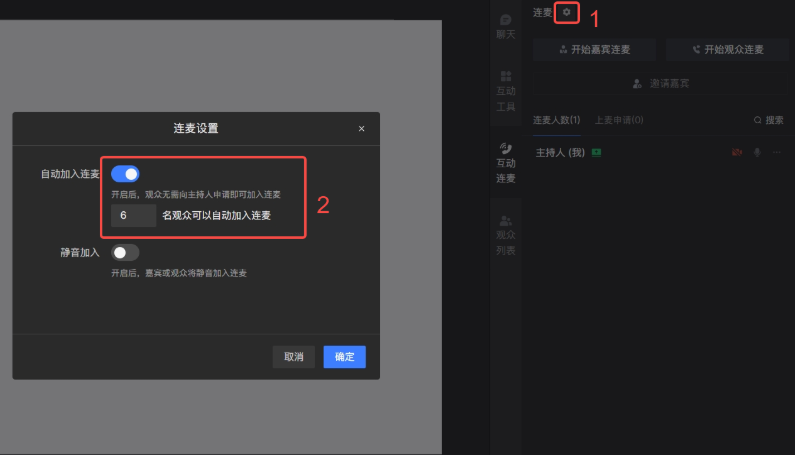 连麦
1
聊天
开始嘉宾连麦
开始观众连麦
邀请嘉宾
互动
工具
连麦人数(1)
上麦申请(0)
搜索
连麦设置
×
主持人 (我)
互动
连麦
自动加入连麦
开启后，观众无需向主持人申请即可加入连麦
6
名观众可以自动加入连麦
2
观众
列表
静音加入
开启后，嘉宾或观众将静音加入连麦
取消
确定